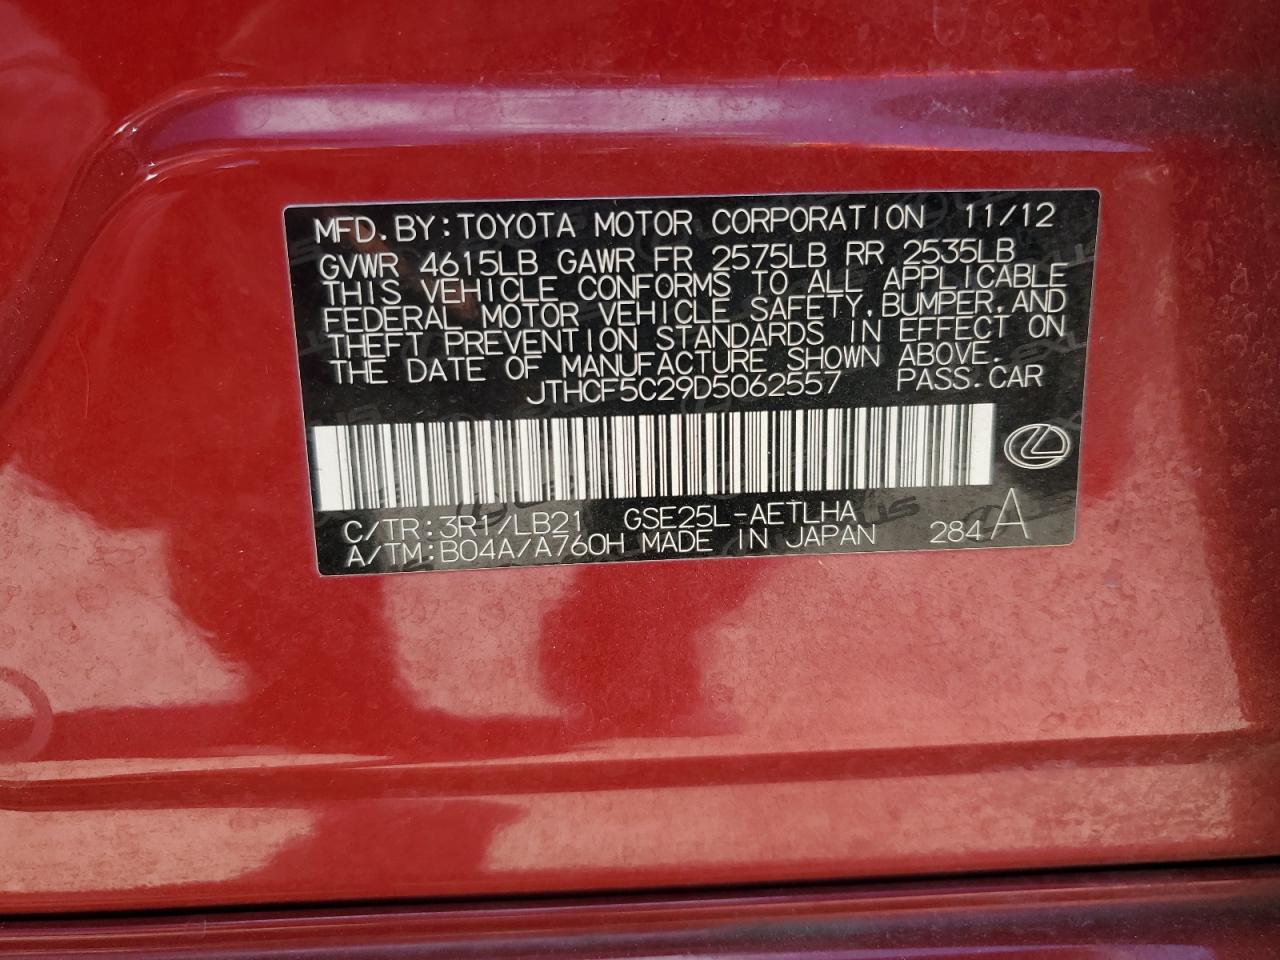 MFD.BY:TOYOTA MOTOR CORPORATION 11/12
GVWR 4615LB GAWR FR 2575LB RR 2535LB
THIS VEHICLE CONFORMS TO ALL APPLICABLE
FEDERAL MOTOR VEHICLE SAFETY,BUMPER,AND
THEFT PREVENTION STANDARDS IN EFFECT ON
THE DATE OF MANUFACTURE SHOWN ABOVE.
JTHCF5C29D5062557 PASS.CAR
C/TR:3R1/LB21 GSE25L-AETLHA
A/TM:B04A/A760H MADE IN JAPAN 284A